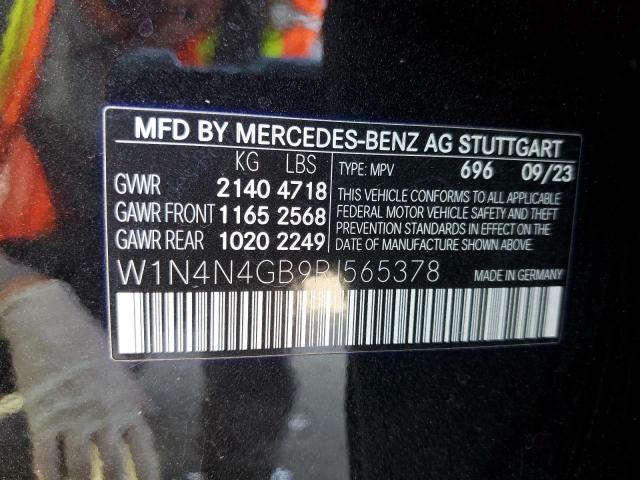 MFD BY MERCEDES-BENZ AG STUTTGART
KG LBS
GVWR 2140 4718
GAWR FRONT 1165 2568
GAWR REAR 1020 2249
TYPE: MPV 696 09/23
THIS VEHICLE CONFORMS TO ALL APPLICABLE
FEDERAL MOTOR VEHICLE SAFETY AND THEFT
PREVENTION STANDARDS IN EFFECT ON THE
DATE OF MANUFACTURE SHOWN ABOVE.
W1N4N4GB9RJ565378
MADE IN GERMANY